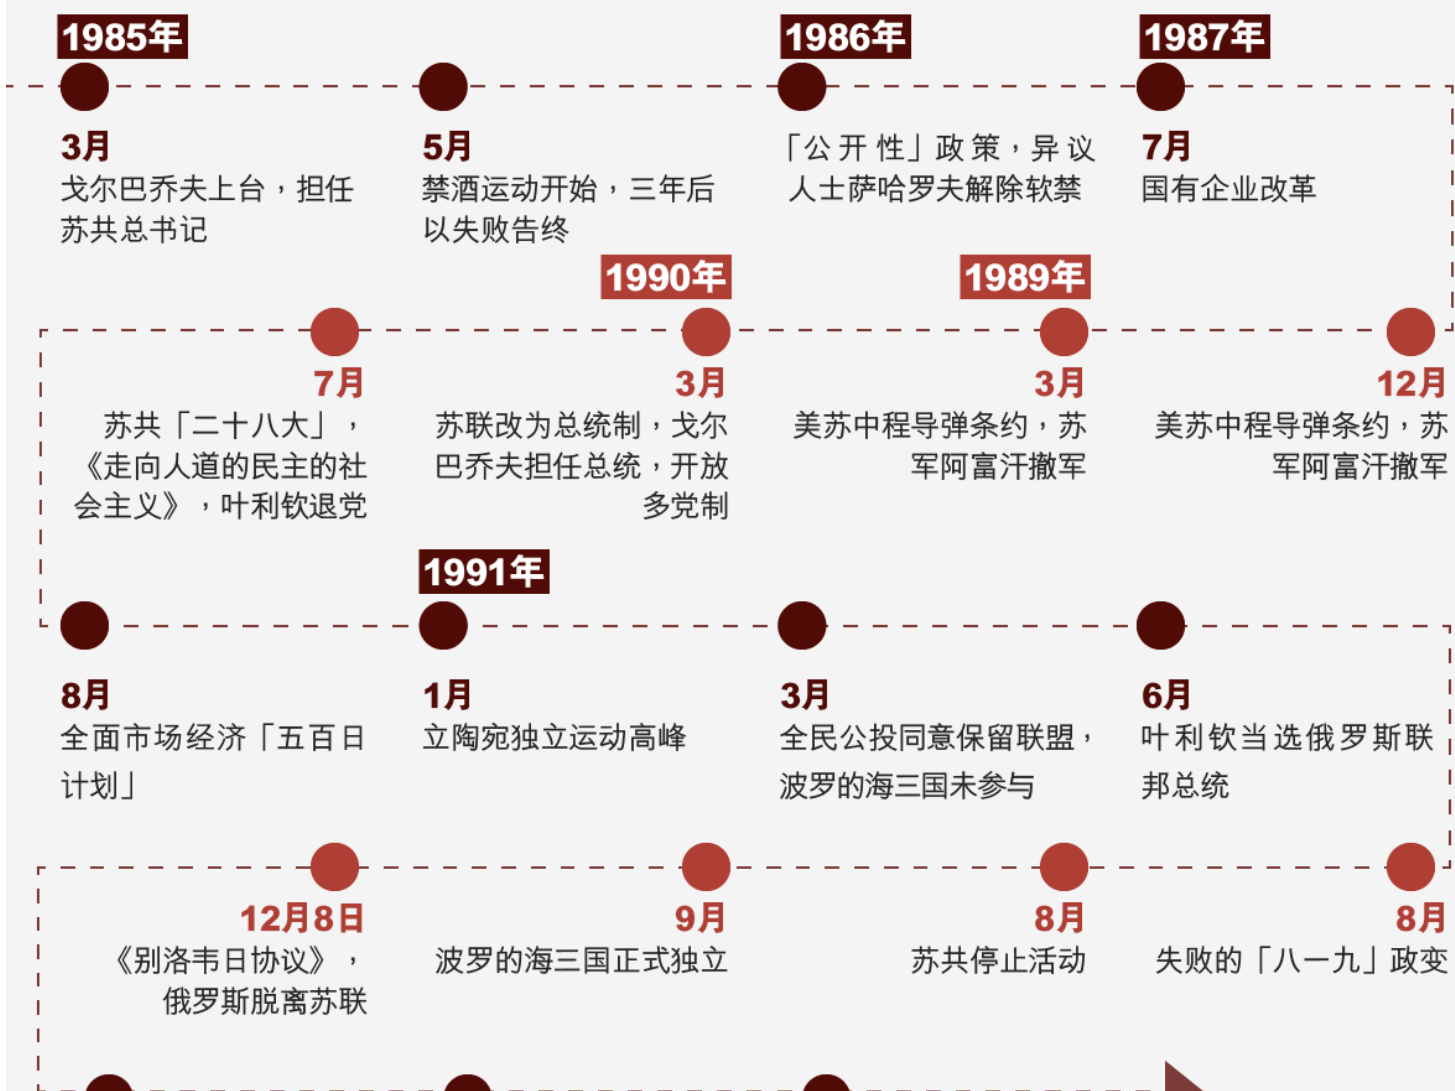 1985年
3月
戈尔巴乔夫上台，担任
苏共总书记
5月
禁酒运动开始，三年后
以失败告终
1986年
「公开性」政策，异议
人士萨哈罗夫解除软禁
1987年
7月
国有企业改革
12月
美苏中程导弹条约，苏
军阿富汗撤军
1989年
3月
美苏中程导弹条约，苏
军阿富汗撤军
1990年
3月
苏联改为总统制，戈尔
巴乔夫担任总统，开放
多党制
7月
苏共「二十八大」，
《走向人道的民主的社
会主义》，叶利钦退党
8月
全面市场经济「五百日
计划」
1991年
1月
立陶宛独立运动高峰
3月
全民公投同意保留联盟，
波罗的海三国未参与
6月
叶利钦当选俄罗斯联
邦总统
8月
失败的「八一九」政变
8月
苏共停止活动
9月
波罗的海三国正式独立
12月8日
《别洛韦日协议》，
俄罗斯脱离苏联